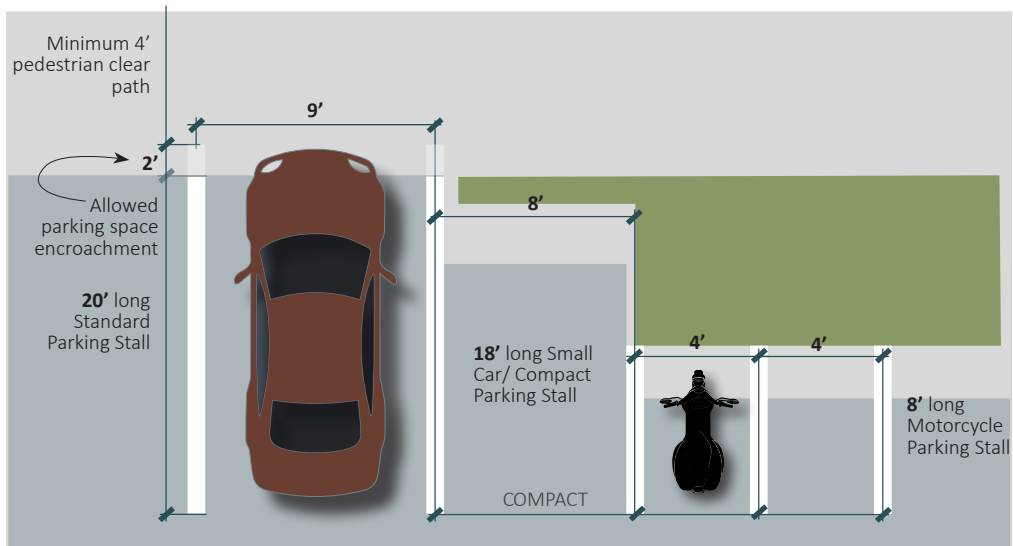 Minimum 4’
pedestrian clear
path
9’
2’
Allowed
parking space
encroachment
8’
20’ long
Standard
Parking Stall
18’ long Small
Car/ Compact
Parking Stall
4’
4’
8’ long
Motorcycle
Parking Stall
COMPACT